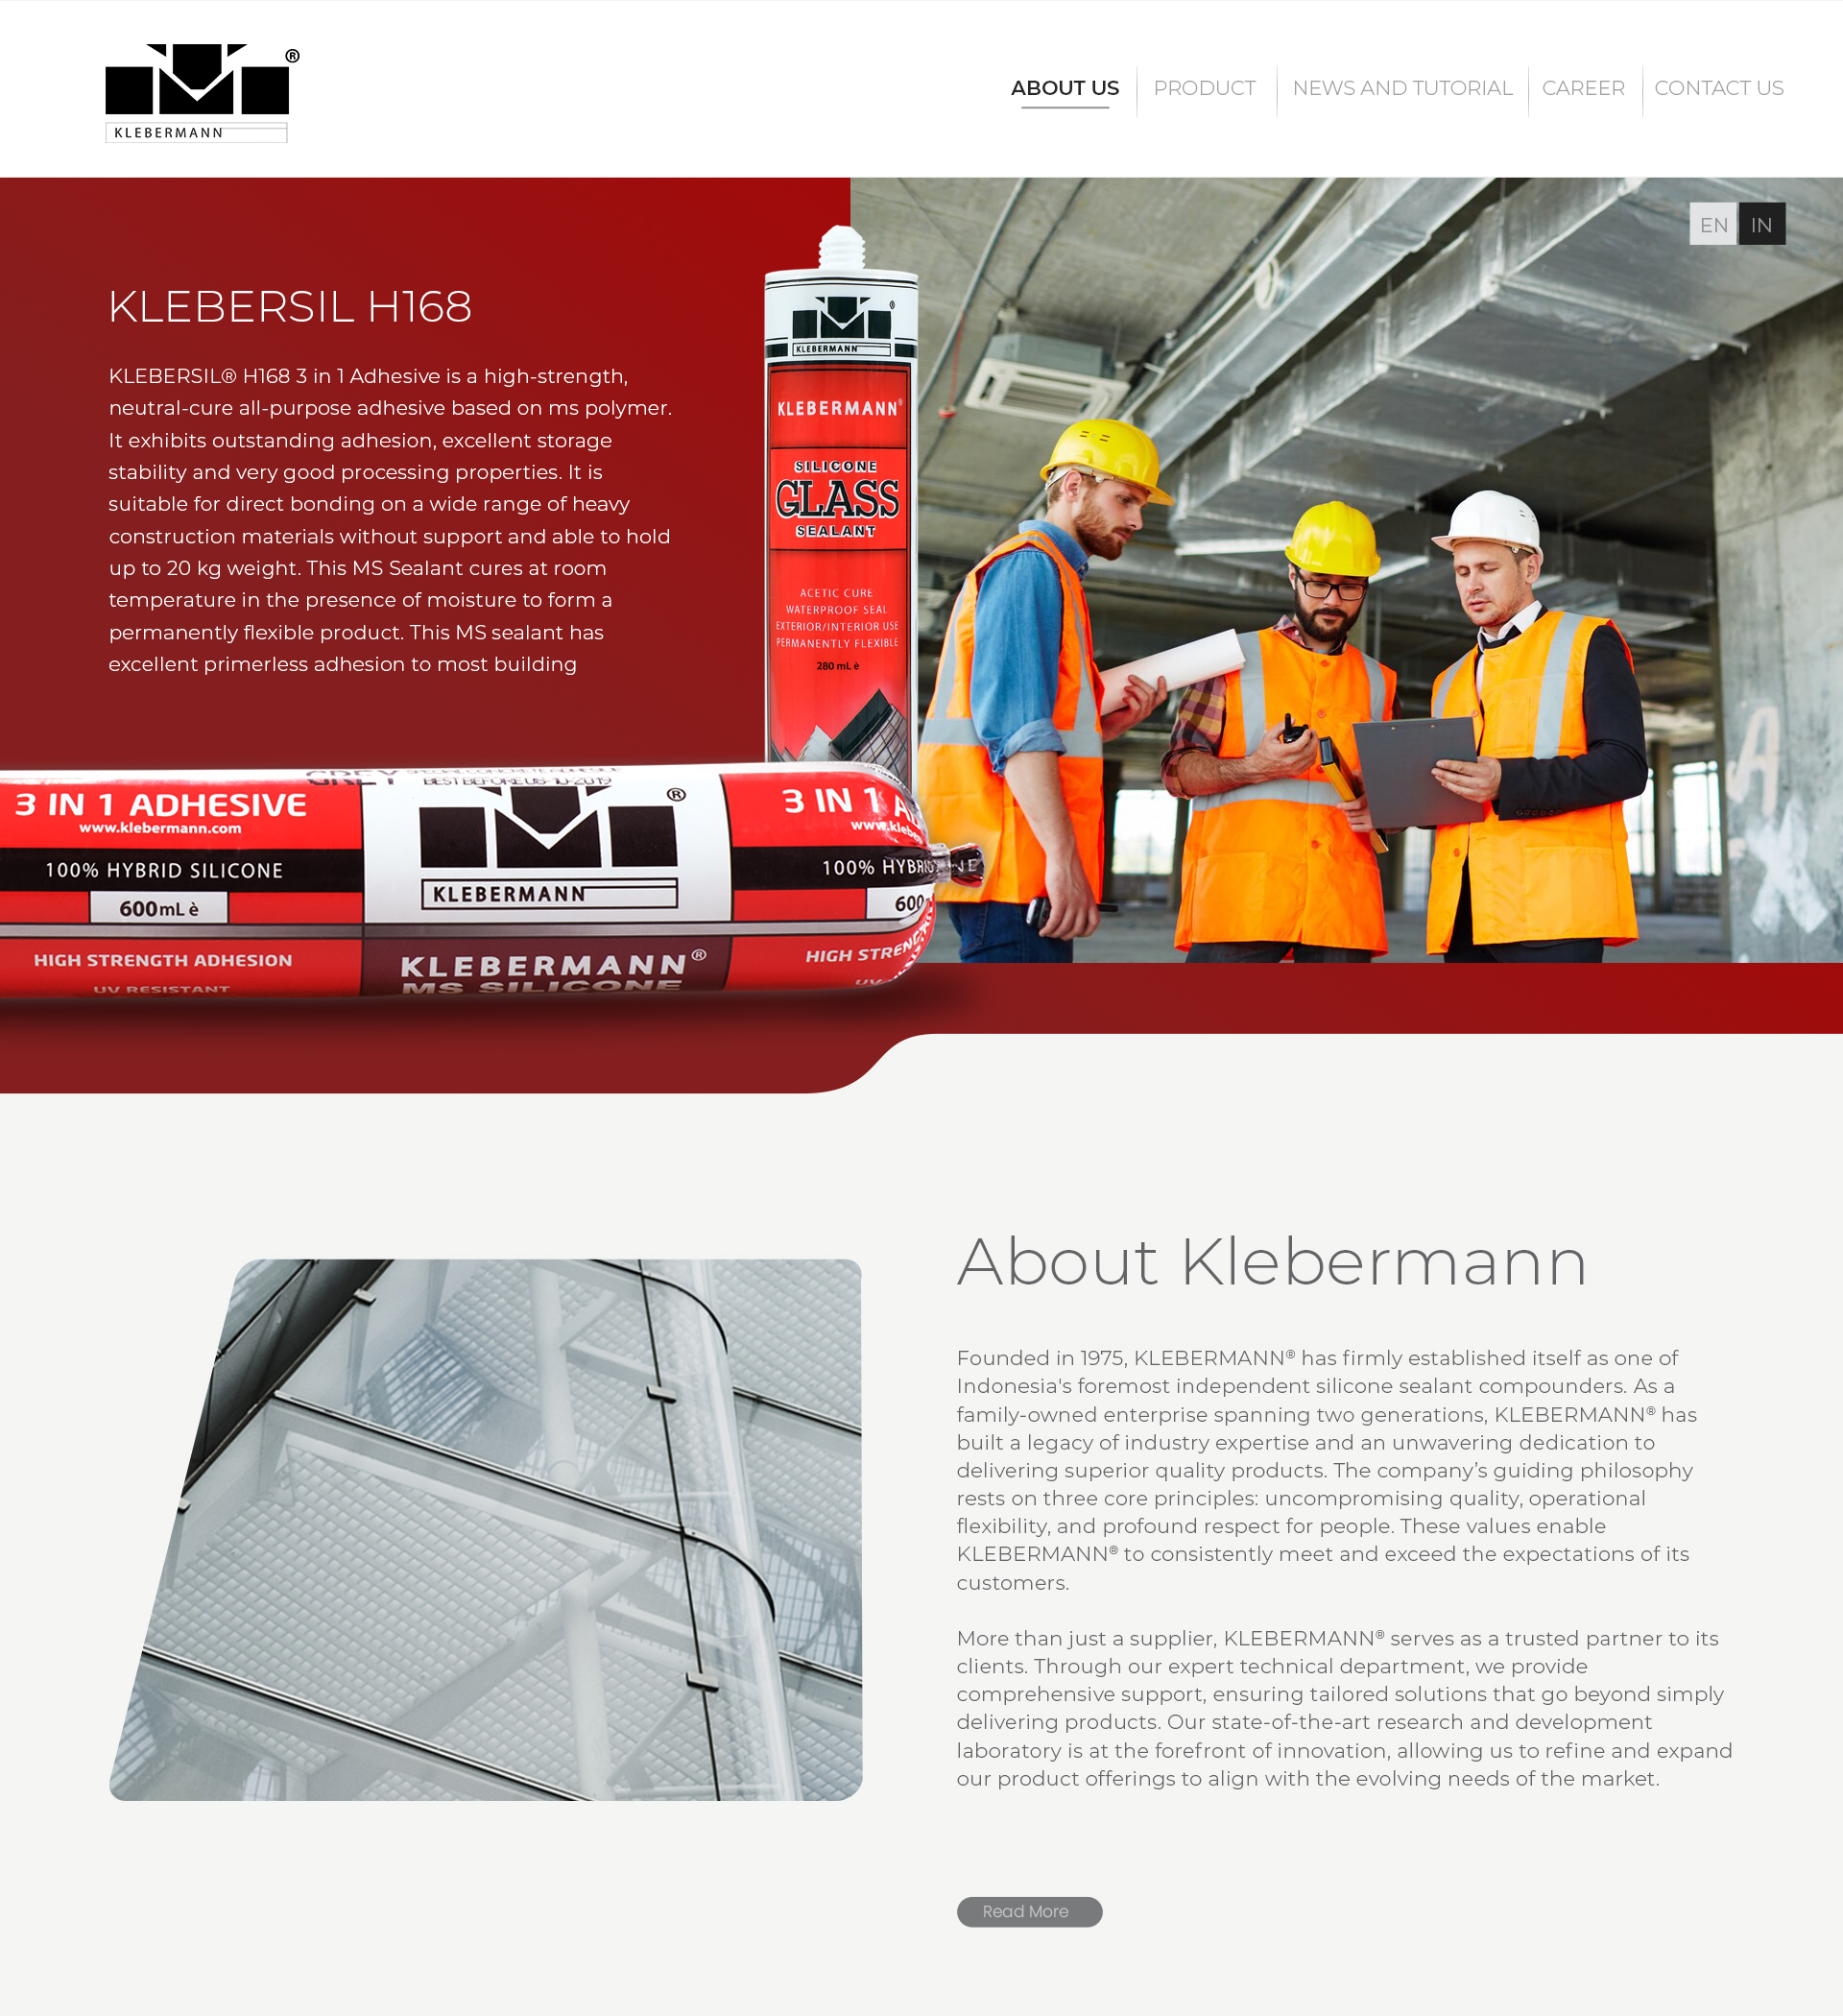 ®
KLEBERMANN
ABOUT US
PRODUCT
NEWS AND TUTORIAL
CAREER
CONTACT US
EN
IN
KLEBERSIL H168
KLEBERSIL® H168 3 in 1 Adhesive is a high-strength,
neutral-cure all-purpose adhesive based on ms polymer.
It exhibits outstanding adhesion, excellent storage
stability and very good processing properties. It is
suitable for direct bonding on a wide range of heavy
construction materials without support and able to hold
up to 20 kg weight. This MS Sealant cures at room
temperature in the presence of moisture to form a
permanently flexible product. This MS sealant has
excellent primerless adhesion to most building
®
KLEBERMANN
KLEBERMANN®
SILICONE
GLASS
SEALANT
ACETIC CURE
WATERPROOF SEAL
EXTERIOR/INTERIOR USE
PERMANENTLY FLEXIBLE
280 mL è
3 IN 1 ADHESIVE
www.klebermann.com
100% HYBRID SILICONE
600mL è
HIGH STRENGTH ADHESION
UV RESISTANT
GREY
®
KLEBERMANN
KLEBERMANN®
MS SILICONE
3 IN 1
100%
600
HIGH
A
About Klebermann
Founded in 1975, KLEBERMANN® has firmly established itself as one of
Indonesia's foremost independent silicone sealant compounders. As a
family-owned enterprise spanning two generations, KLEBERMANN® has
built a legacy of industry expertise and an unwavering dedication to
delivering superior quality products. The company’s guiding philosophy
rests on three core principles: uncompromising quality, operational
flexibility, and profound respect for people. These values enable
KLEBERMANN® to consistently meet and exceed the expectations of its
customers.
More than just a supplier, KLEBERMANN® serves as a trusted partner to its
clients. Through our expert technical department, we provide
comprehensive support, ensuring tailored solutions that go beyond simply
delivering products. Our state-of-the-art research and development
laboratory is at the forefront of innovation, allowing us to refine and expand
our product offerings to align with the evolving needs of the market.
Read More